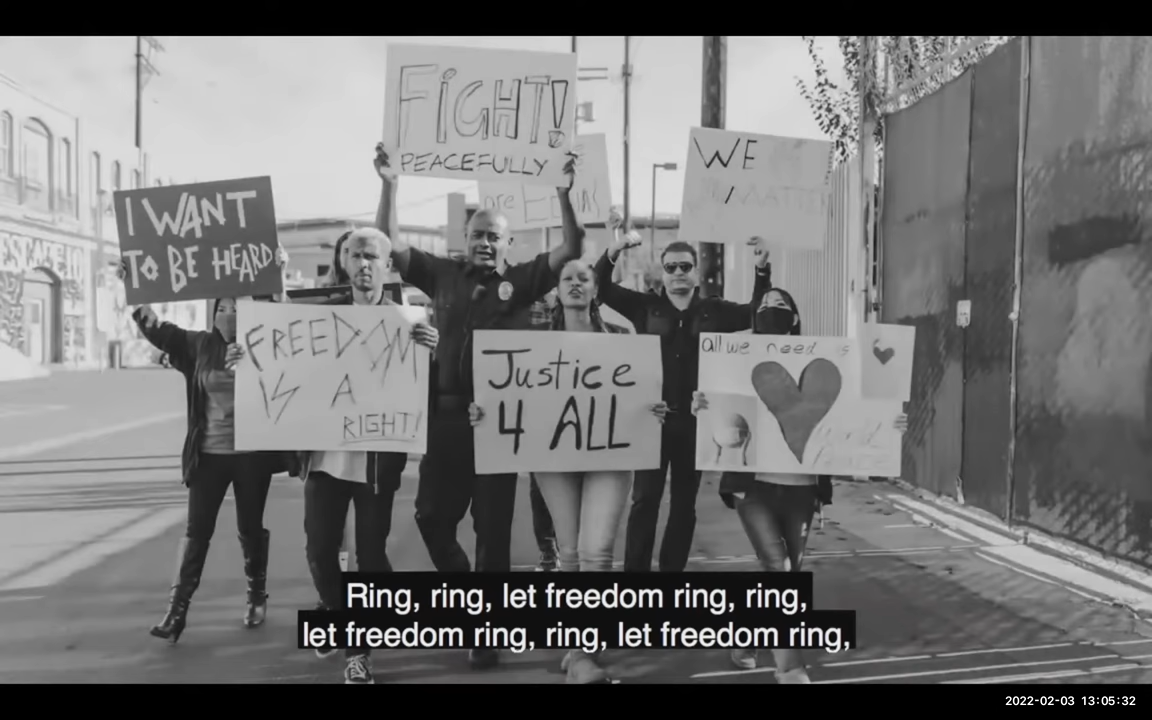 FIGHT!
PEACEFULLY
WE
MATTER
I WANT
TO BE HEARD
FREEDOM
IS A
RIGHT!
Justice
4 ALL
all we need is
Ring, ring, let freedom ring, ring,
let freedom ring, ring, let freedom ring,
2022-02-03 13:05:32